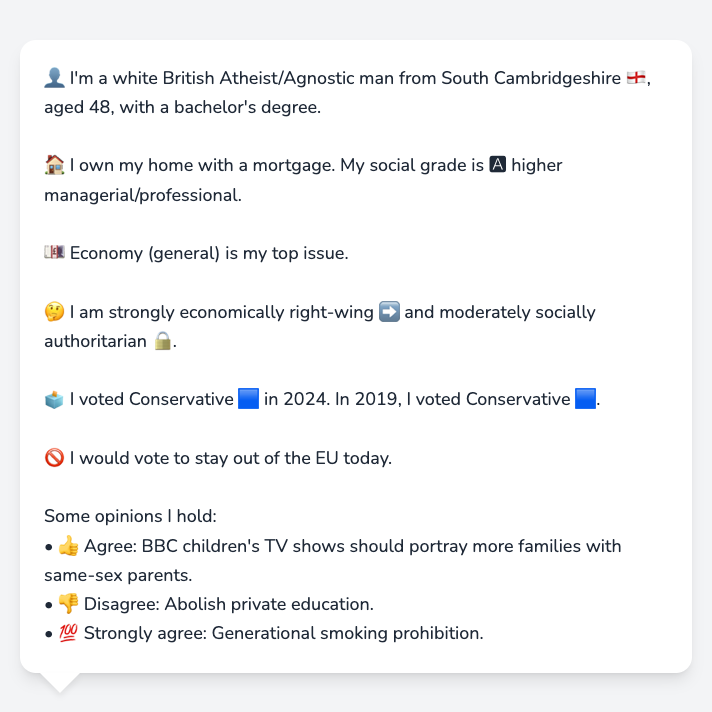 👤 I'm a white British Atheist/Agnostic man from South Cambridgeshire 🏴󠁧󠁢󠁥󠁮󠁧󠁿,
aged 48, with a bachelor's degree.
🏠 I own my home with a mortgage. My social grade is 🅰 higher
managerial/professional.
💷 Economy (general) is my top issue.
🤔 I am strongly economically right-wing ➡️ and moderately socially
authoritarian 🔒.
🗳️ I voted Conservative 🟦 in 2024. In 2019, I voted Conservative 🟦.
🚫 I would vote to stay out of the EU today.
Some opinions I hold:
• 👍 Agree: BBC children's TV shows should portray more families with
same-sex parents.
• 👎 Disagree: Abolish private education.
• 💯 Strongly agree: Generational smoking prohibition.